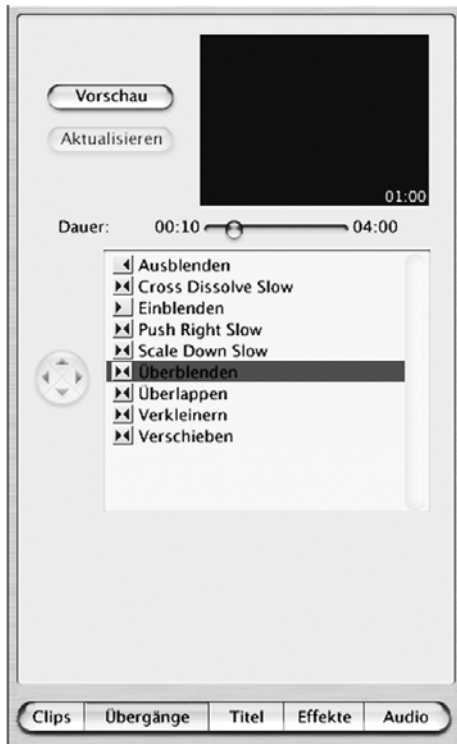 Vorschau
Aktualisieren
01:00
Dauer: 00:10 04:00
Ausblenden
Cross Dissolve Slow
Einblenden
Push Right Slow
Scale Down Slow
Überblenden
Überlappen
Verkleinern
Verschieben
Clips Übergänge Titel Effekte Audio